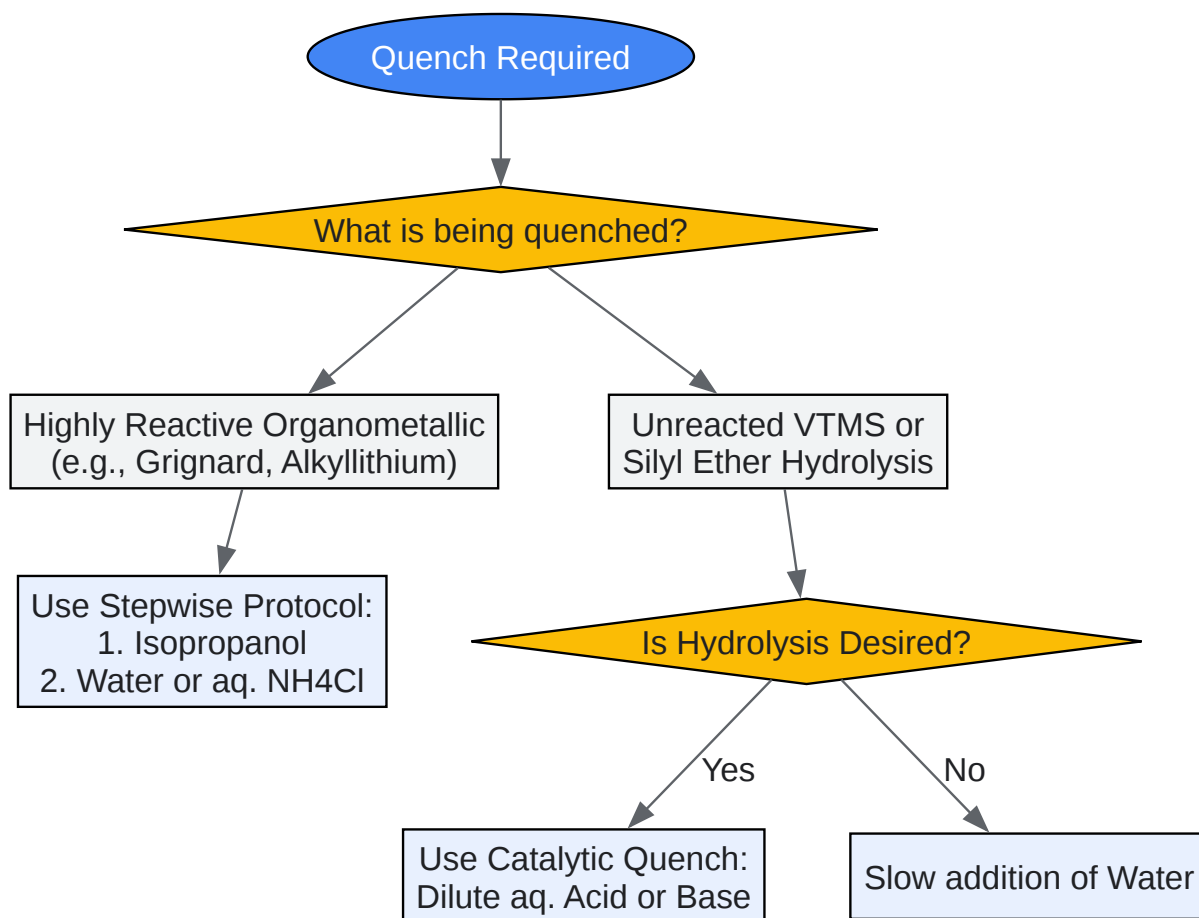 Quench Required
What is being quenched?
Highly Reactive Organometallic
(e.g., Grignard, Alkyllithium)
Unreacted VTMS or
Silyl Ether Hydrolysis
Use Stepwise Protocol:
1. Isopropanol
2. Water or aq. NH4Cl
Is Hydrolysis Desired?
Yes
No
Use Catalytic Quench:
Dilute aq. Acid or Base
Slow addition of Water